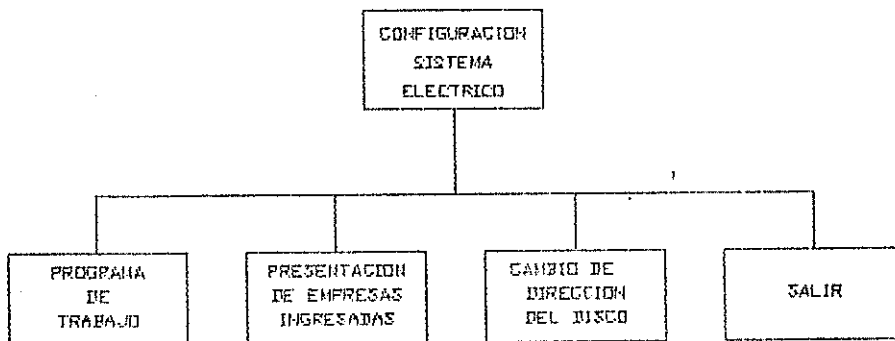 CONFIGURACION
SISTEMA
ELECTRICO
PROGRAMA
DE
TRABAJO
PRESENTACION
DE EMPRESAS
INGRESADAS
CAMBIO DE
DIRECCION
DEL DISCO
SALIR